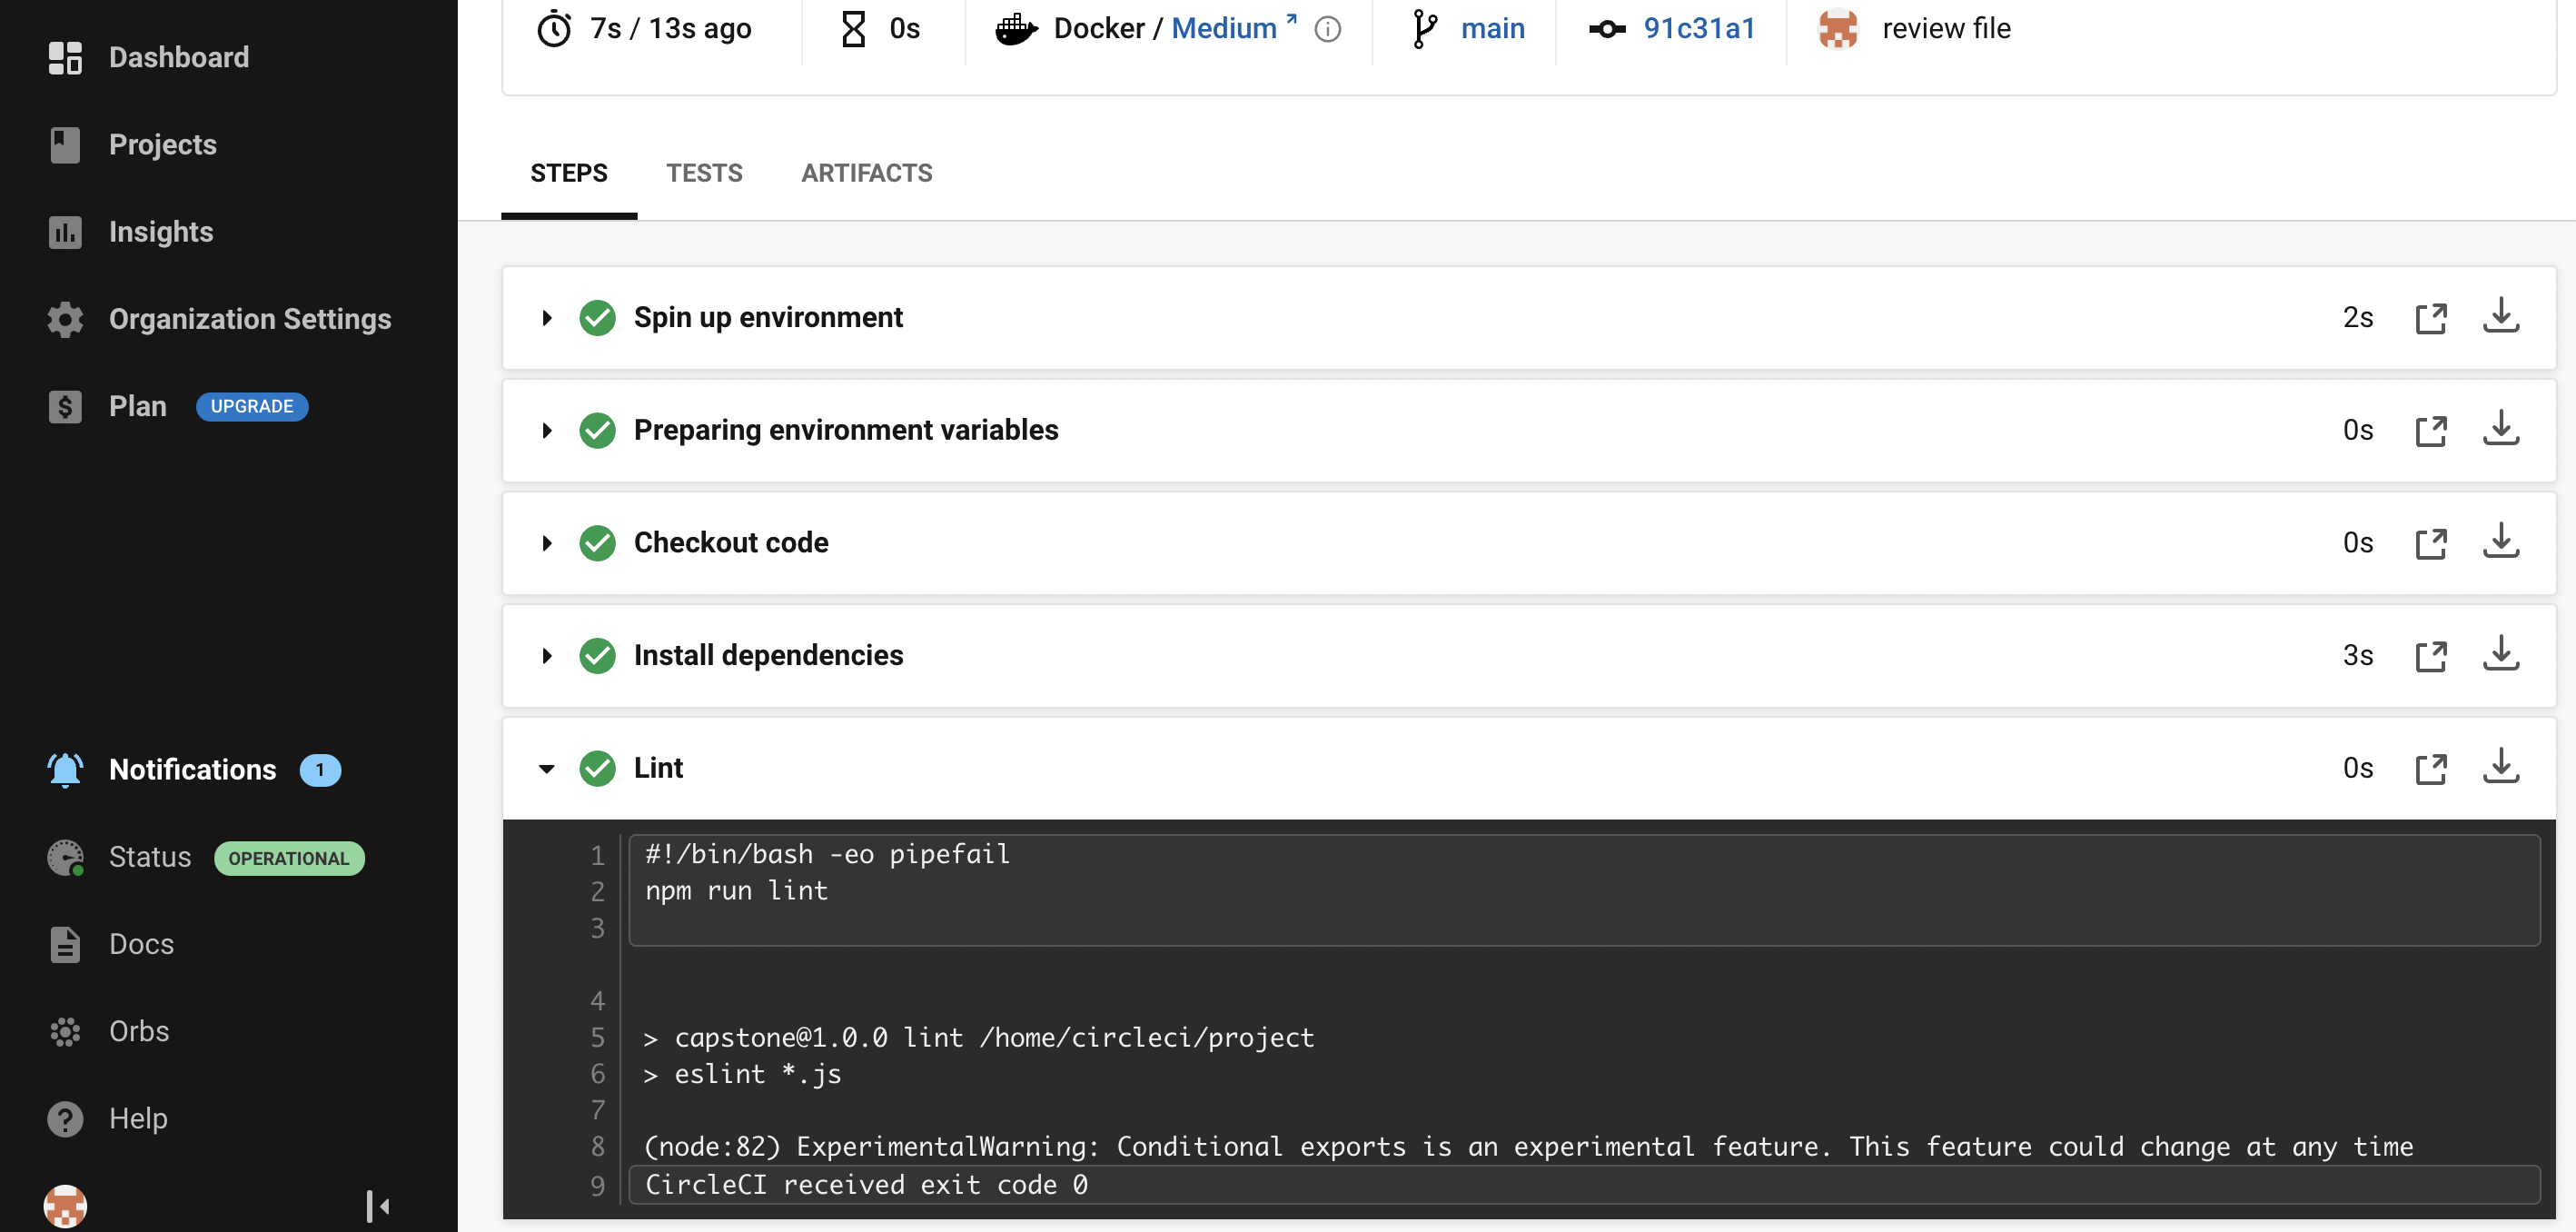 Dashboard
Projects
Insights
Organization Settings
Plan UPGRADE
Notifications 1
Status OPERATIONAL
Docs
Orbs
Help
7s / 13s ago 0s Docker / Medium main 91c31a1 review file
STEPS TESTS ARTIFACTS
Spin up environment 2s
Preparing environment variables 0s
Checkout code 0s
Install dependencies 3s
Lint 0s
1 #!/bin/bash -eo pipefail
2 npm run lint
3
4
5 > capstone@1.0.0 lint /home/circleci/project
6 > eslint *.js
7
8 (node:82) ExperimentalWarning: Conditional exports is an experimental feature. This feature could change at any time
9 CircleCI received exit code 0